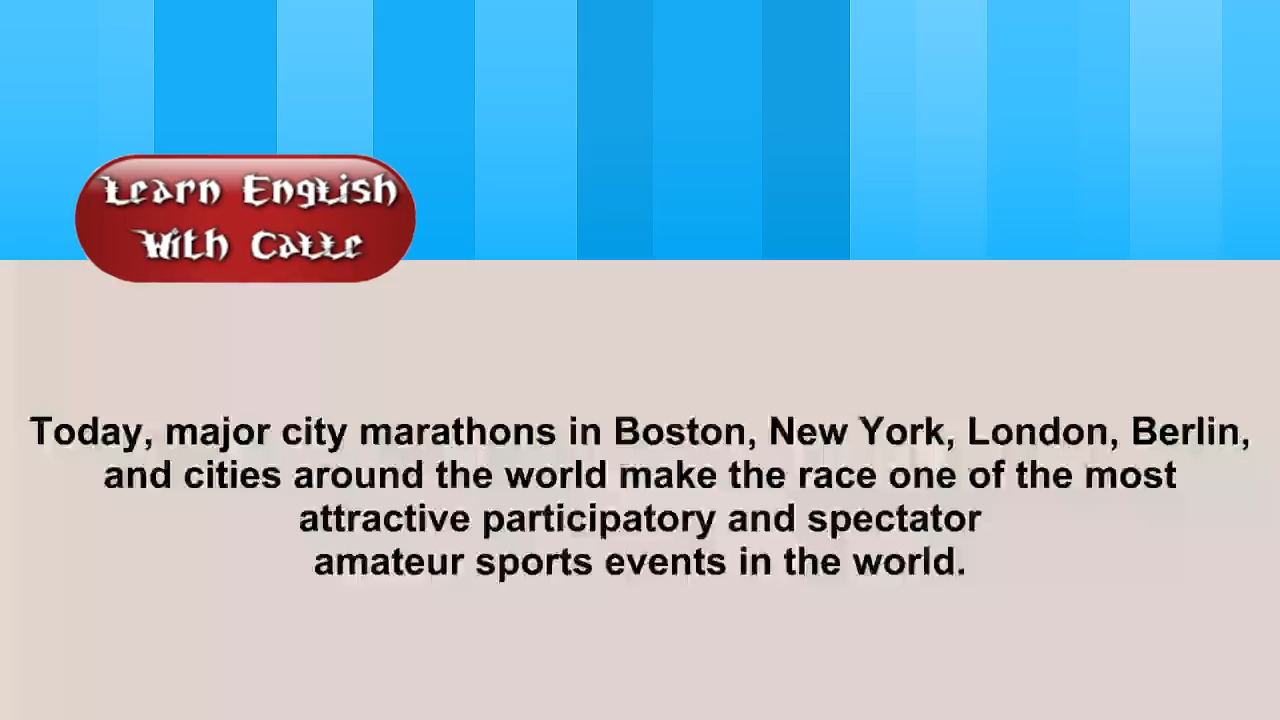 Learn English
With Calle
Today, major city marathons in Boston, New York, London, Berlin,
and cities around the world make the race one of the most
attractive participatory and spectator
amateur sports events in the world.